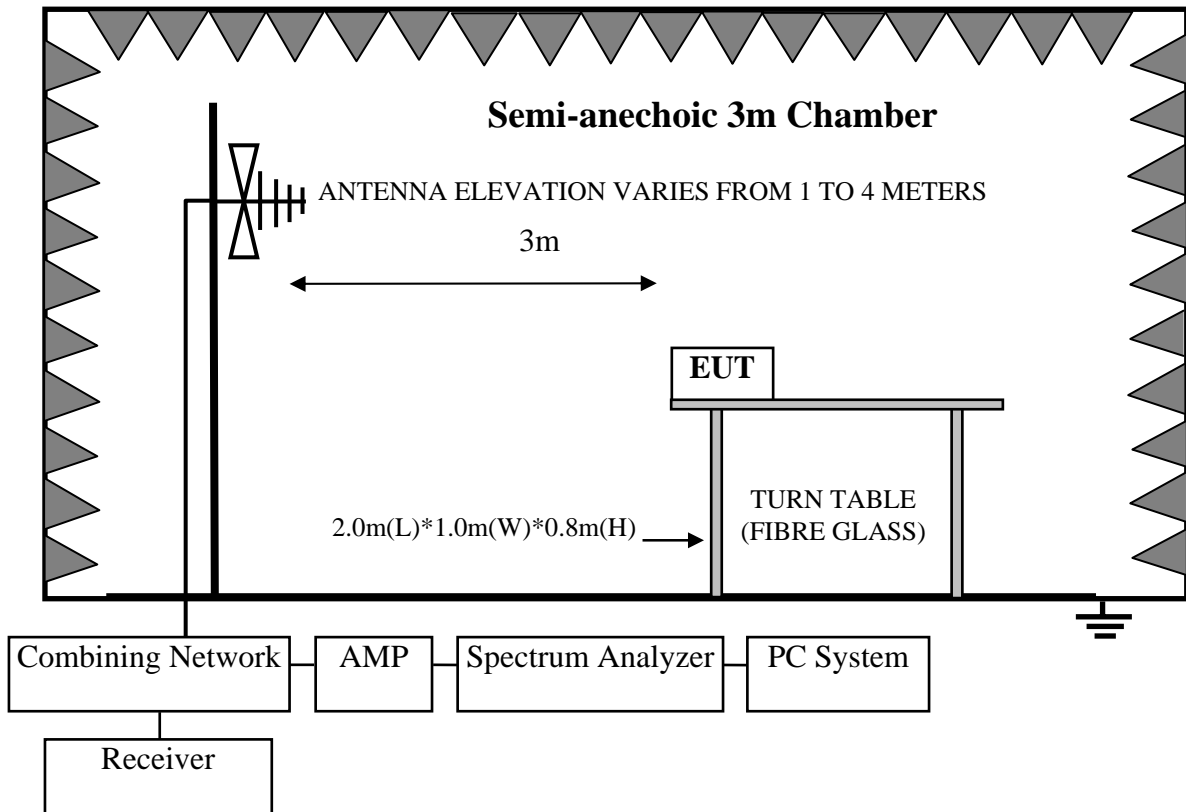 Semi-anechoic 3m Chamber
ANTENNA ELEVATION VARIES FROM 1 TO 4 METERS
3m
EUT
TURN TABLE
(FIBRE GLASS)
2.0m(L)*1.0m(W)*0.8m(H)
Combining Network
AMP
Spectrum Analyzer
PC System
Receiver